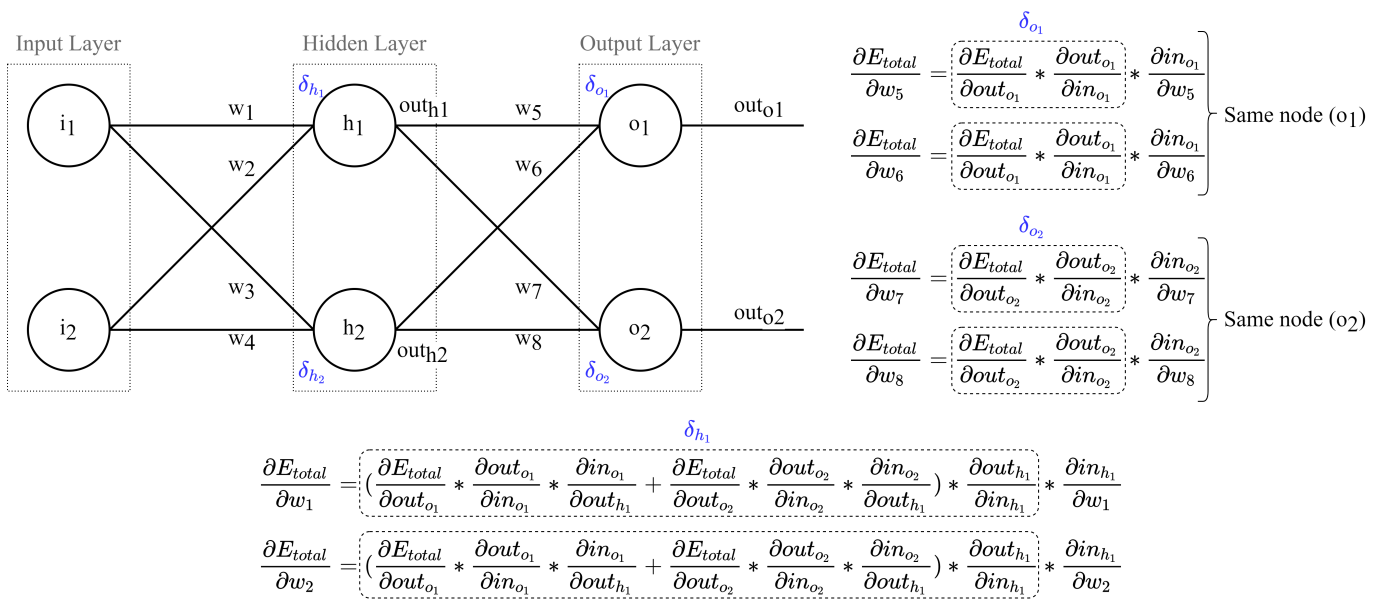 Input Layer Hidden Layer Output Layer
i1 w1 δh1 h1 outh1 w5 δo1 o1 outo1
w2 w6
w3 w7
i2 w4 h2 δh2 outh2 w8 o2 δo2 outo2
δo1
∂Etotal/∂w5 = ∂Etotal/∂outo1 * ∂outo1/∂ino1 * ∂ino1/∂w5
Same node (o1)
∂Etotal/∂w6 = ∂Etotal/∂outo1 * ∂outo1/∂ino1 * ∂ino1/∂w6
δo2
∂Etotal/∂w7 = ∂Etotal/∂outo2 * ∂outo2/∂ino2 * ∂ino2/∂w7
Same node (o2)
∂Etotal/∂w8 = ∂Etotal/∂outo2 * ∂outo2/∂ino2 * ∂ino2/∂w8
δh1
∂Etotal/∂w1 = (∂Etotal/∂outo1 * ∂outo1/∂ino1 * ∂ino1/∂outh1 + ∂Etotal/∂outo2 * ∂outo2/∂ino2 * ∂ino2/∂outh1) * ∂outh1/∂inh1 * ∂inh1/∂w1
∂Etotal/∂w2 = (∂Etotal/∂outo1 * ∂outo1/∂ino1 * ∂ino1/∂outh1 + ∂Etotal/∂outo2 * ∂outo2/∂ino2 * ∂ino2/∂outh1) * ∂outh1/∂inh1 * ∂inh1/∂w2